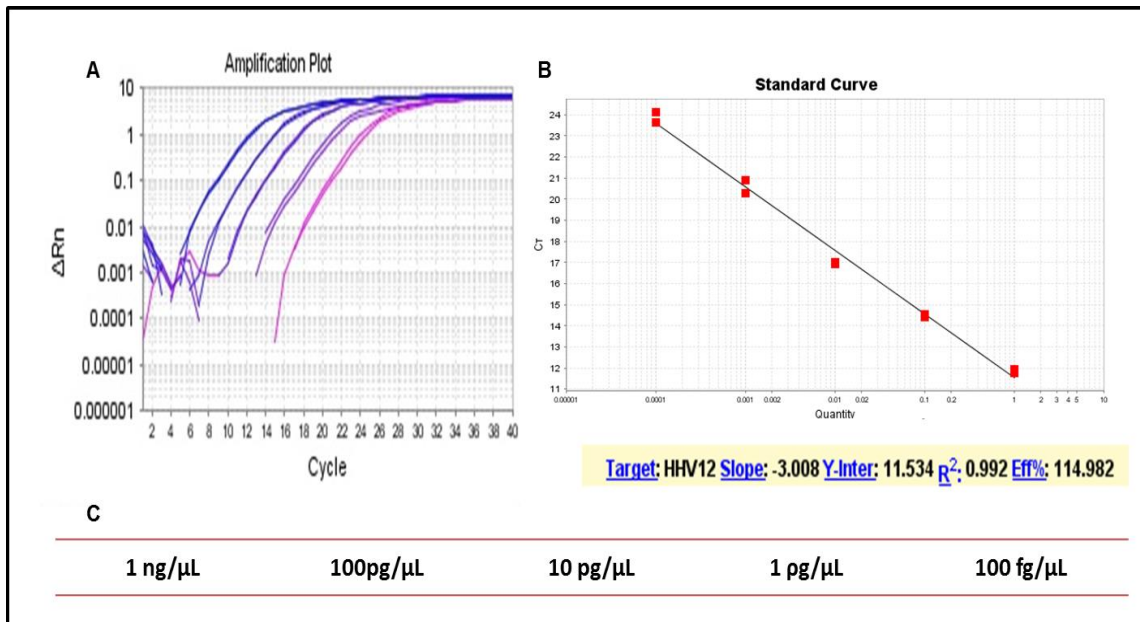 A
Amplification Plot
10
1
0.1
0.01
0.001
0.0001
0.00001
0.000001
ΔRn
2 4 6 8 10 12 14 16 18 20 22 24 26 28 30 32 34 36 38 40
Cycle
B
Standard Curve
24
23
22
21
20
19
18
17
16
15
14
13
12
11
Cт
0.00001 0.0001 0.001 0.002 0.01 0.02 0.1 0.2 1 2 3 4 5 10
Quantity
Target: HHV12 Slope: -3.008 Y-Inter: 11.534 R²: 0.992 Eff%: 114.982
C
1 ng/µL 100pg/µL 10 pg/µL 1 ρg/µL 100 fg/µL